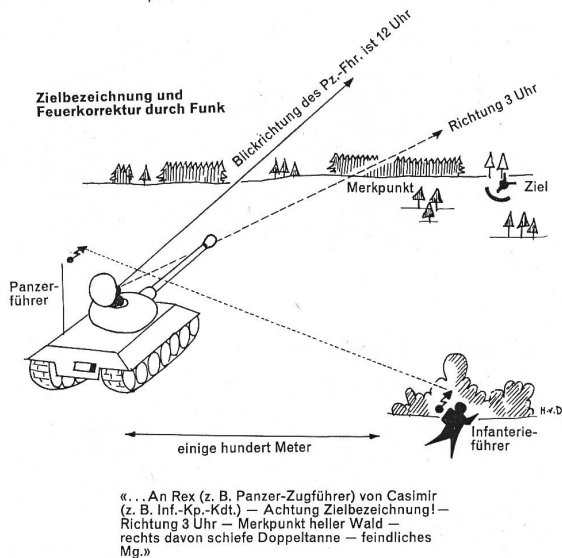 Zielbezeichnung und
Feuerkorrektur durch Funk
Blickrichtung des Pz.-Fhr. ist 12 Uhr
Richtung 3 Uhr
Merkpunkt
Ziel
Panzer-
führer
H.v.D
Infanterie-
führer
einige hundert Meter
«...An Rex (z. B. Panzer-Zugführer) von Casimir
(z. B. Inf.-Kp.-Kdt.) — Achtung Zielbezeichnung! —
Richtung 3 Uhr — Merkpunkt heller Wald —
rechts davon schiefe Doppeltanne — feindliches
Mg.»